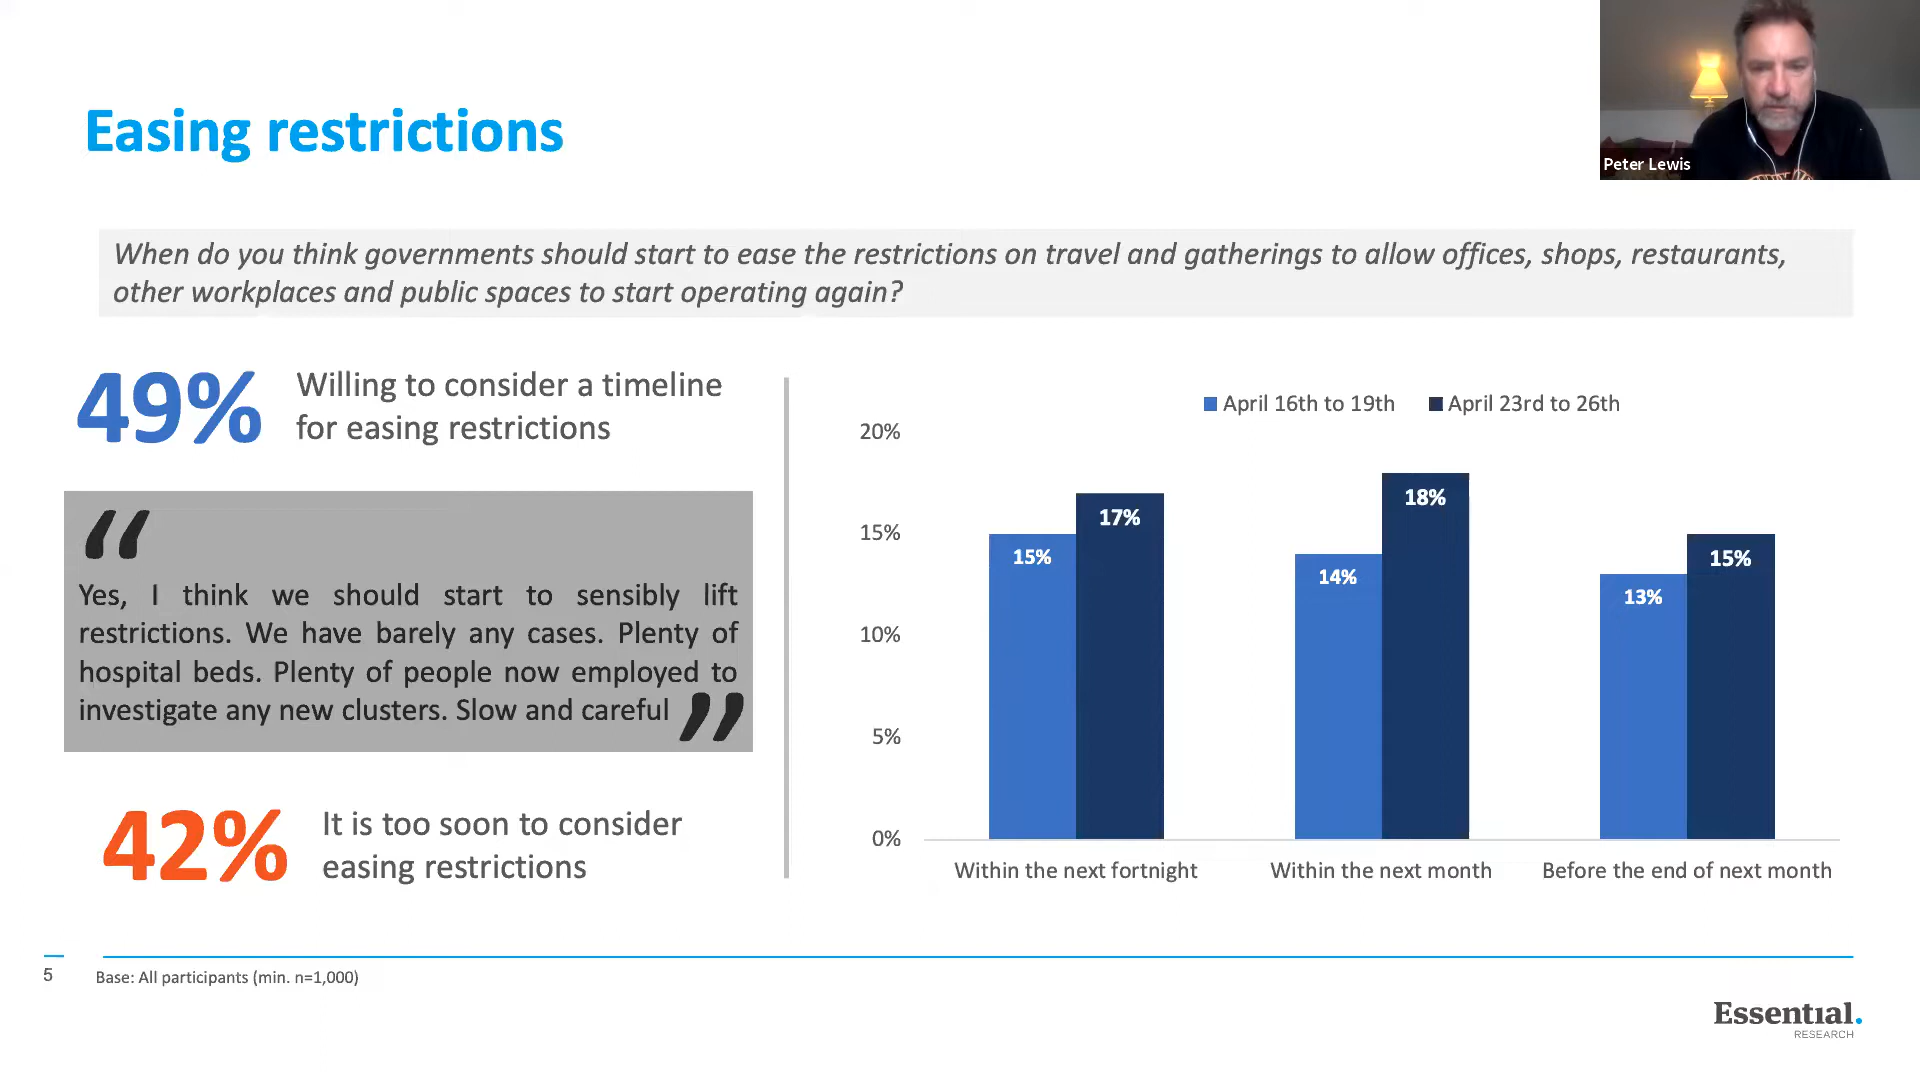 Easing restrictions
Peter Lewis
When do you think governments should start to ease the restrictions on travel and gatherings to allow offices, shops, restaurants,
other workplaces and public spaces to start operating again?
49%
Willing to consider a timeline
for easing restrictions
“
Yes, I think we should start to sensibly lift
restrictions. We have barely any cases. Plenty of
hospital beds. Plenty of people now employed to
investigate any new clusters. Slow and careful ”
42%
It is too soon to consider
easing restrictions
April 16th to 19th April 23rd to 26th
20%
15%
10%
5%
0%
15%
17%
14%
18%
13%
15%
Within the next fortnight
Within the next month
Before the end of next month
5
Base: All participants (min. n=1,000)
Essential.
RESEARCH